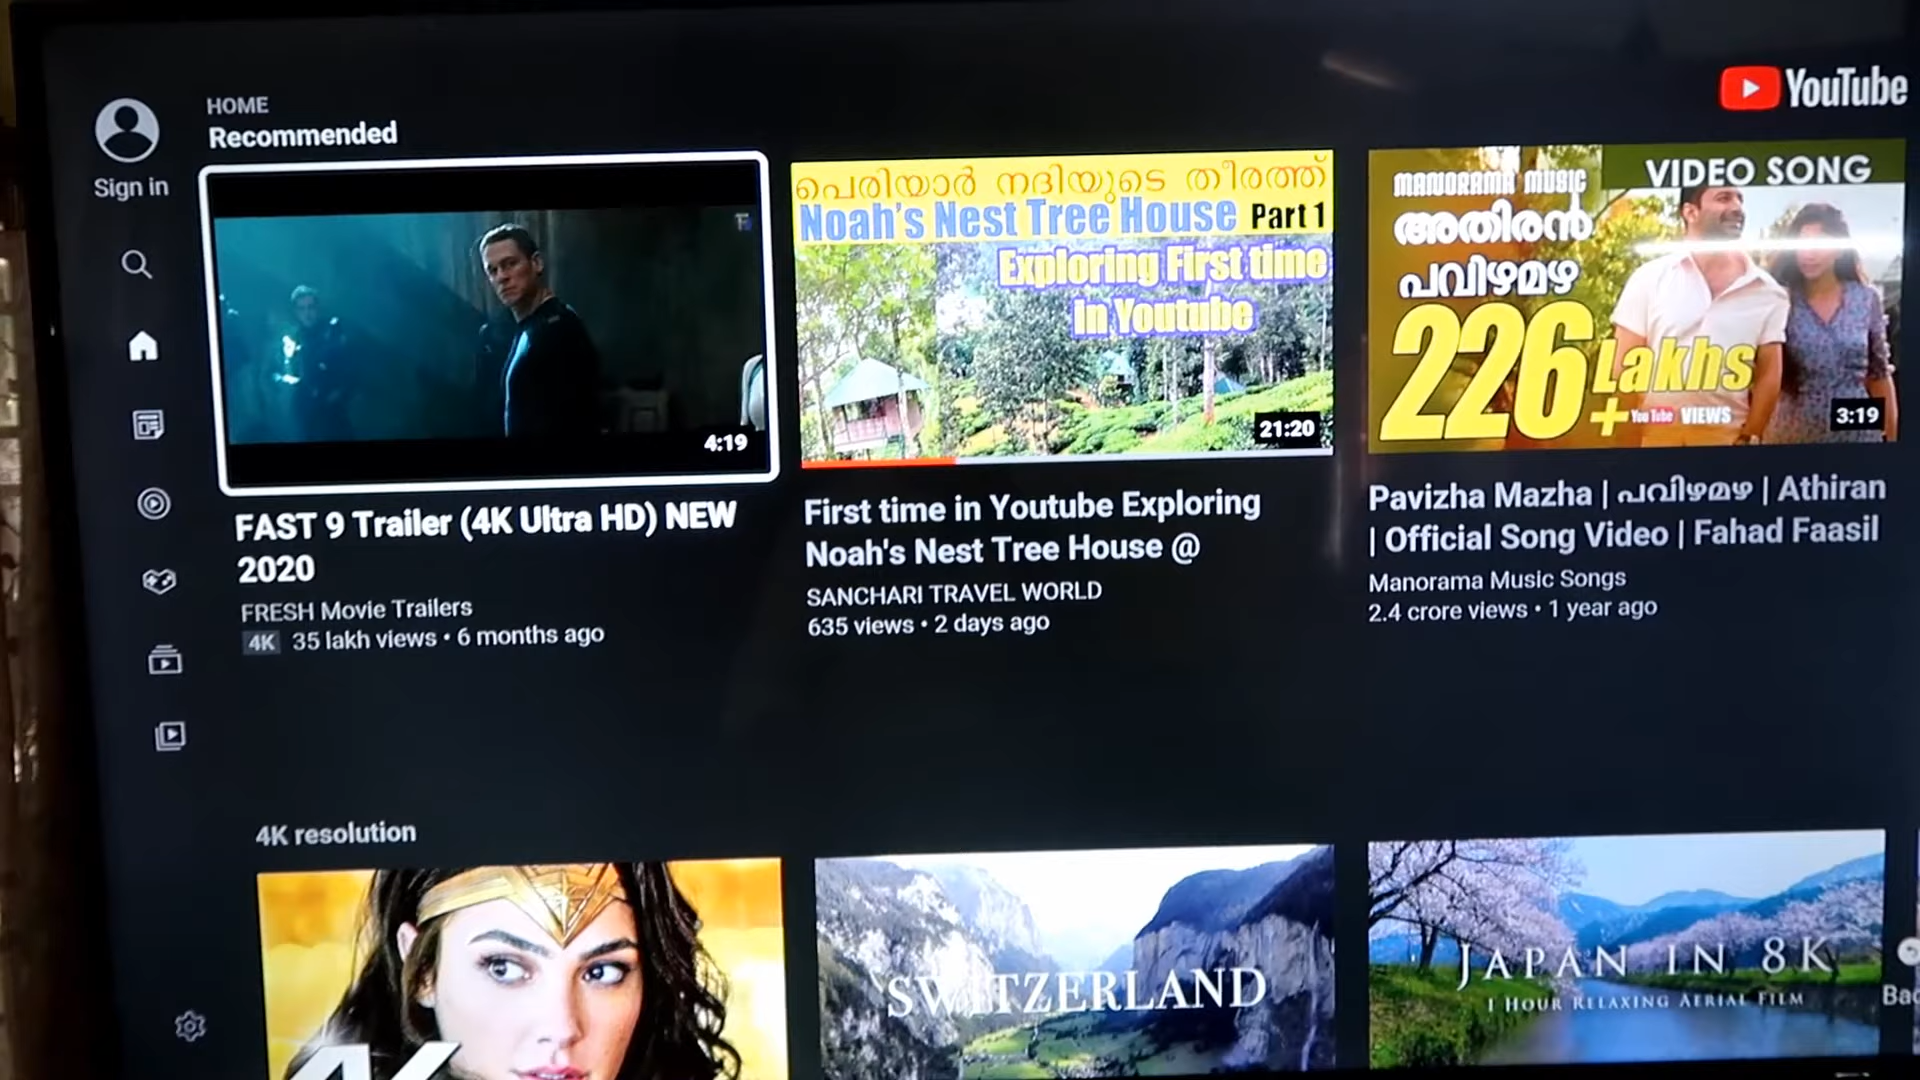 YouTube
HOME
Recommended
Sign in
4:19
FAST 9 Trailer (4K Ultra HD) NEW
2020
FRESH Movie Trailers
4K 35 lakh views • 6 months ago
പെരിയാർ നദിയുടെ തീരത്ത്
Noah's Nest Tree House Part 1
Exploring First time
in Youtube
21:20
First time in Youtube Exploring
Noah's Nest Tree House @
SANCHARI TRAVEL WORLD
635 views • 2 days ago
MANORAMA MUSIC
VIDEO SONG
അതിരൻ
പവിഴമഴ
226 Lakhs
+ YouTube VIEWS
3:19
Pavizha Mazha | പവിഴമഴ | Athiran
| Official Song Video | Fahad Faasil
Manorama Music Songs
2.4 crore views • 1 year ago
4K resolution
4K
SWITZERLAND
JAPAN IN 8K
1 HOUR RELAXING AERIAL FILM